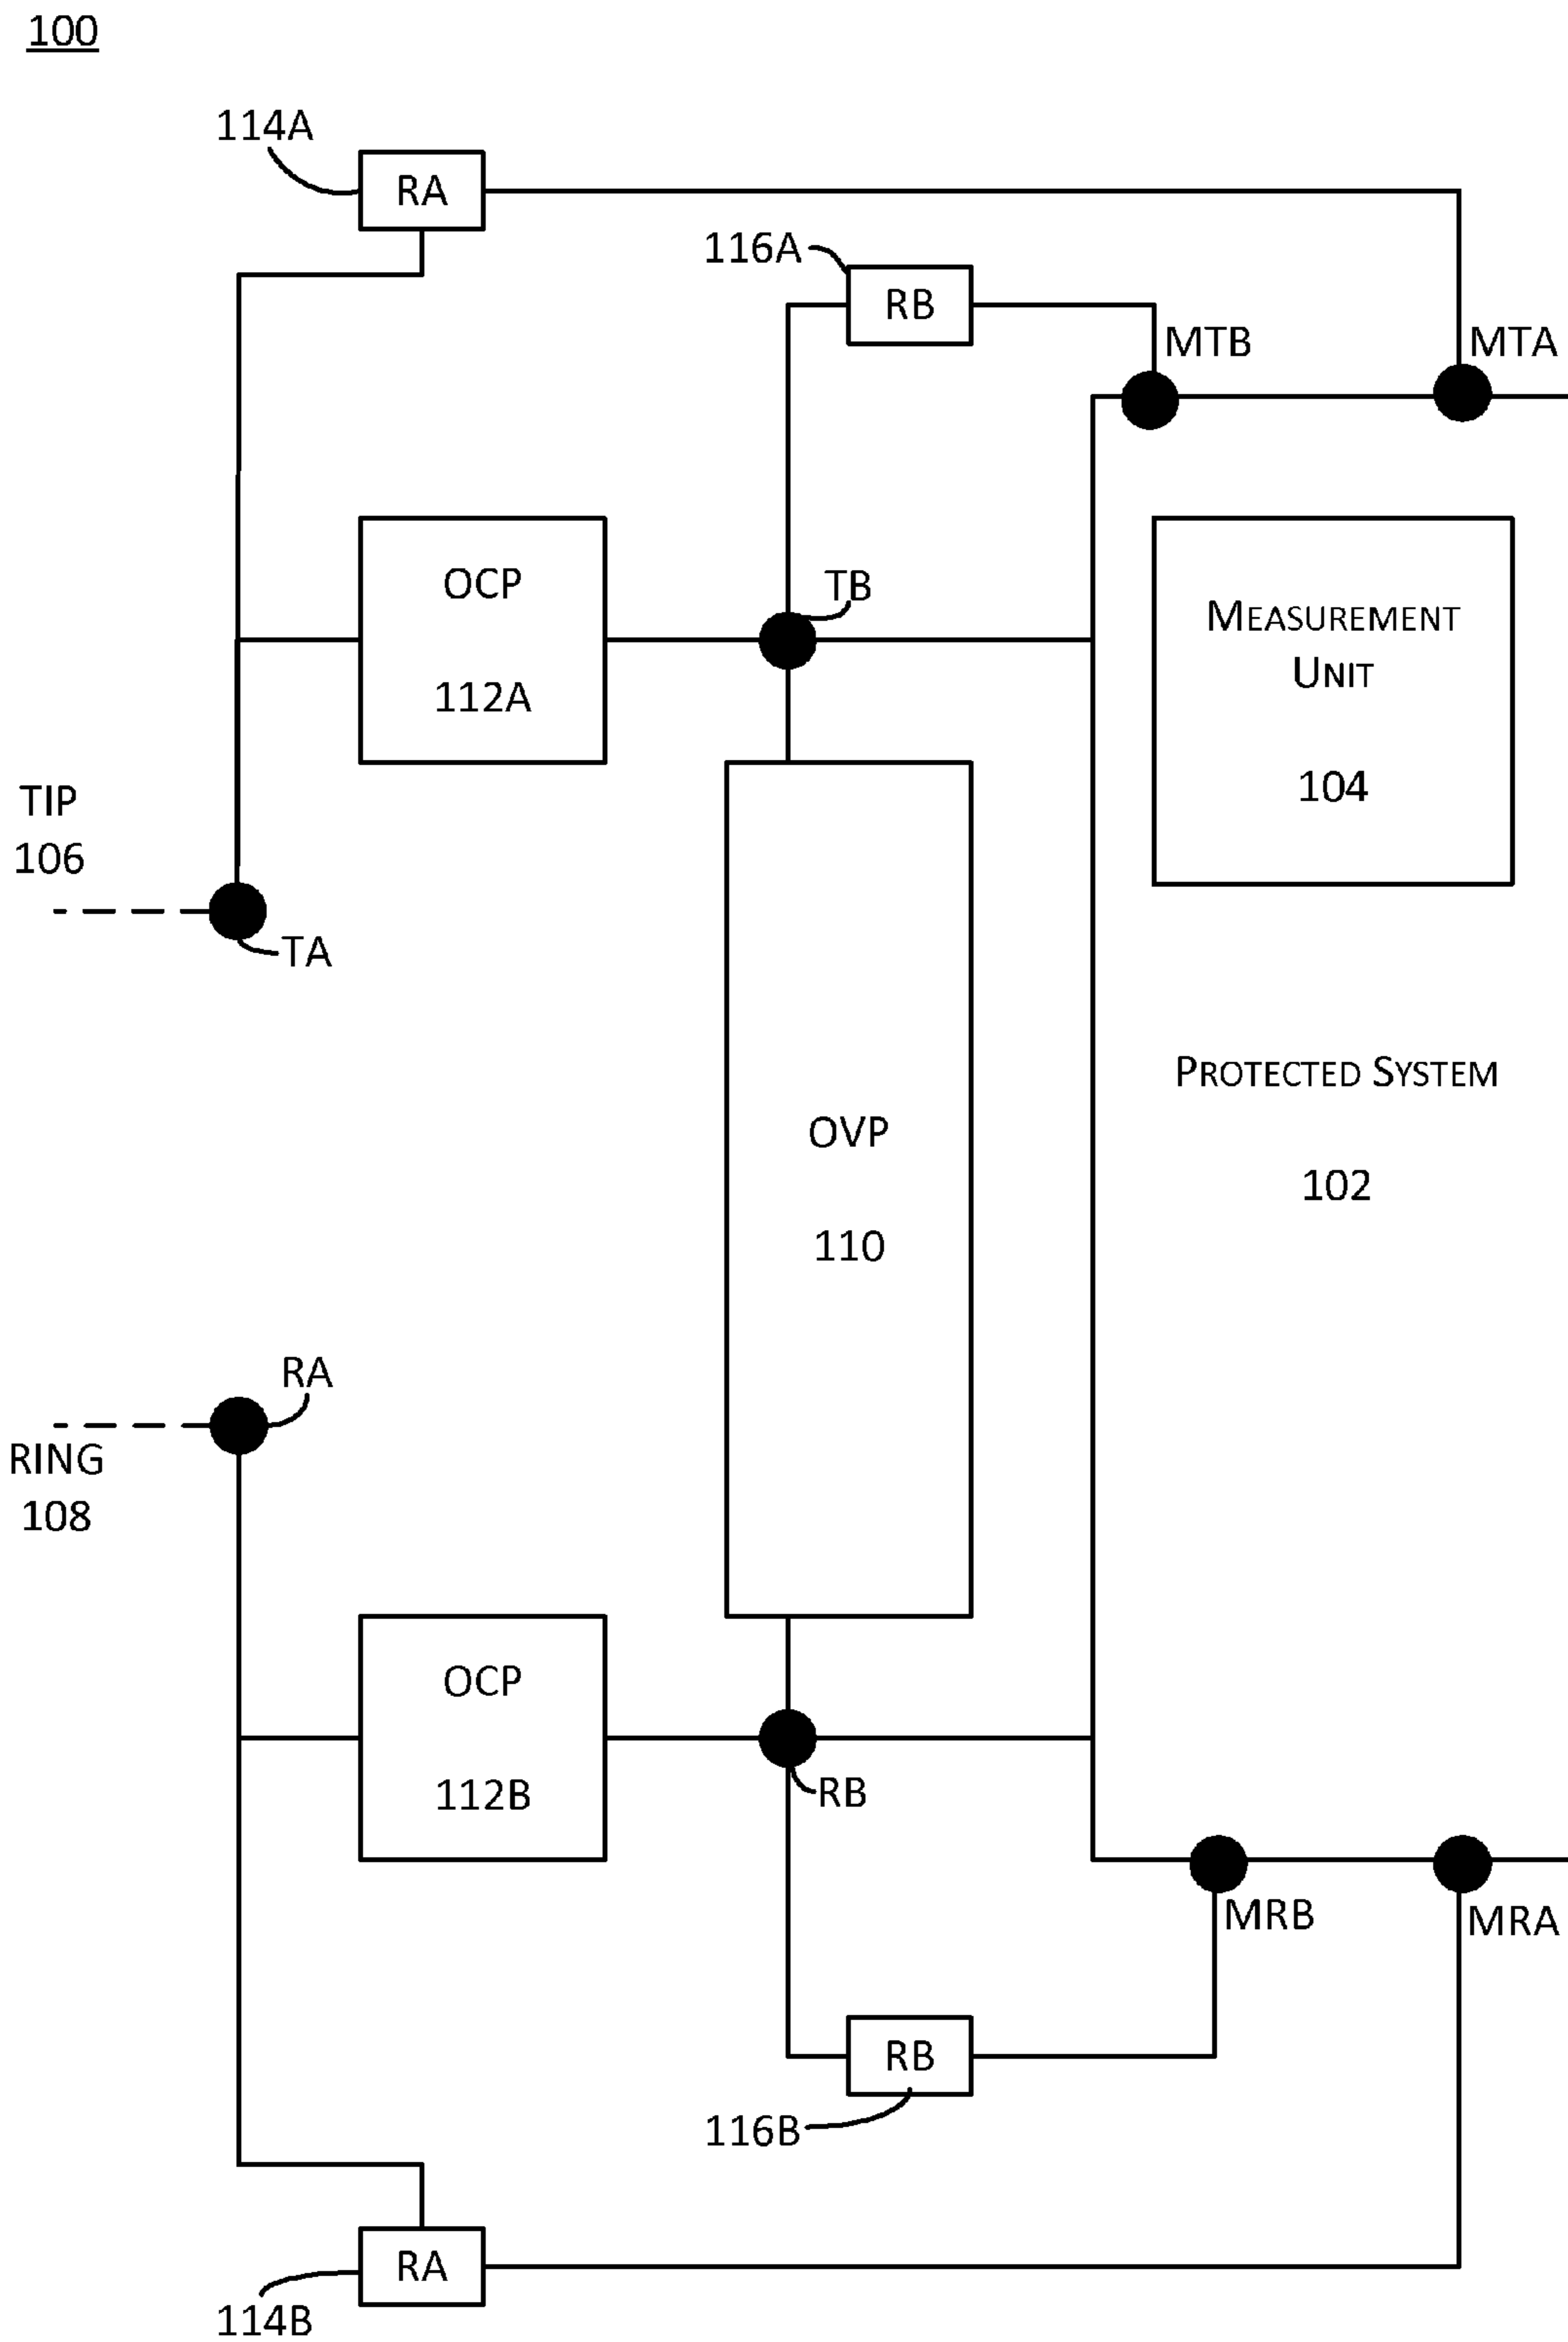 100
114A
RA
116A
RB
MTB
MTA
OCP
112A
TB
MEASUREMENT
UNIT
104
TIP
106
TA
PROTECTED SYSTEM
102
OVP
110
RA
RING
108
OCP
112B
RB
MRB
MRA
RB
116B
RA
114B